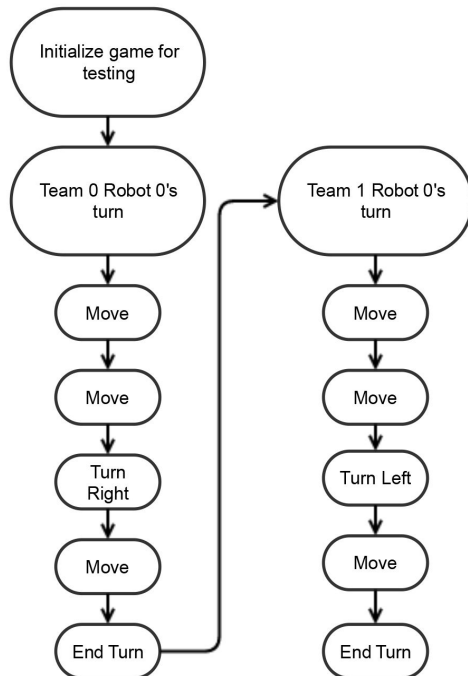 Initialize game for
testing
Team 0 Robot 0's
turn
Move
Move
Turn
Right
Move
End Turn
Team 1 Robot 0's
turn
Move
Move
Turn Left
Move
End Turn